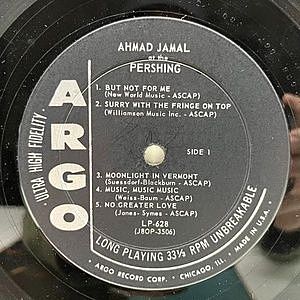 AHMAD JAMAL
at the
PERSHING
1. BUT NOT FOR ME
(New World Music - ASCAP)
2. SURRY WITH THE FRINGE ON TOP
(Williamson Music Inc. - ASCAP)
ULTRA HIGH FIDELITY
ARGO
SIDE 1
3. MOONLIGHT IN VERMONT
(Suessdorf-Blackburn - ASCAP)
4. MUSIC, MUSIC, MUSIC
(Weiss-Baum - ASCAP)
5. NO GREATER LOVE
(Jones- Symes - ASCAP)
LP-628
(J8OP-3506)
LONG PLAYING 33⅓ RPM UNBREAKABLE
ARGO RECORD CORP. • CHICAGO, ILL. • MADE IN U.S.A.